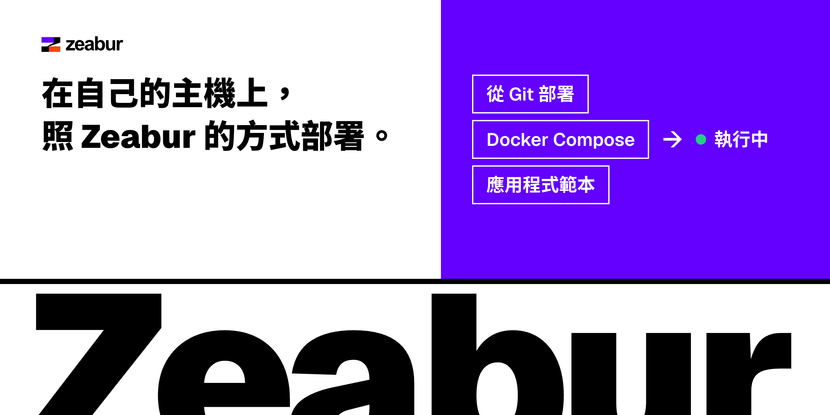 zeabur
在自己的主機上，
照 Zeabur 的方式部署。
從 Git 部署
Docker Compose
執行中
應用程式範本
Zeabur